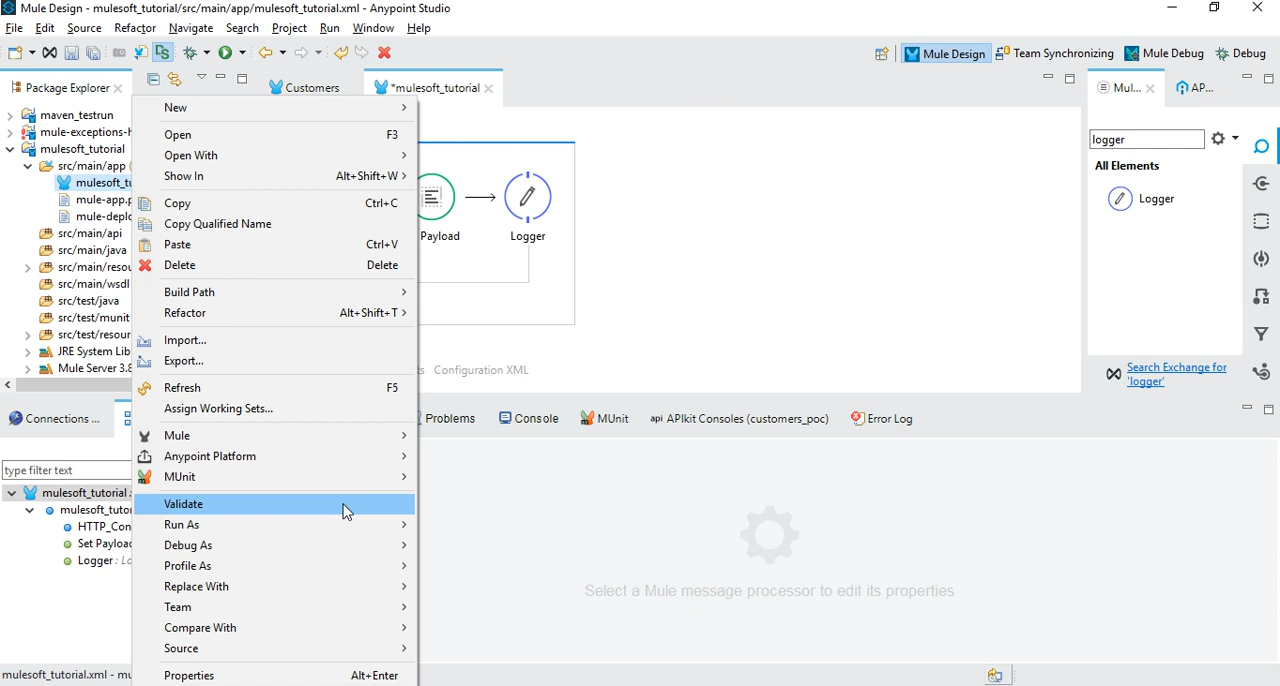 Mule Design - mulesoft_tutorial/src/main/app/mulesoft_tutorial.xml - Anypoint Studio
File Edit Source Refactor Navigate Search Project Run Window Help
Mule Design Team Synchronizing Mule Debug Debug
Package Explorer Customers *mulesoft_tutorial Mul... AP...
maven_testrun
mule-exceptions-h
mulesoft_tutorial
src/main/app (
mulesoft_tu
mule-app.p
mule-deplo
src/main/api
src/main/java
src/main/resou
src/main/wsdl
src/test/java
src/test/munit
src/test/resour
JRE System Lib
Mule Server 3.8
New
Open F3
Open With
Show In Alt+Shift+W
Copy Ctrl+C
Copy Qualified Name
Paste Ctrl+V
Delete Delete
Build Path
Refactor Alt+Shift+T
Import...
Export...
Refresh F5
Assign Working Sets...
Mule
Anypoint Platform
MUnit
Validate
Run As
Debug As
Profile As
Replace With
Team
Compare With
Source
Properties Alt+Enter
Payload Logger
ts Configuration XML
logger
All Elements
Logger
Search Exchange for
'logger'
Connections ... Problems Console MUnit api APIkit Consoles (customers_poc) Error Log
type filter text
mulesoft_tutorial:
mulesoft_tutor
HTTP_Con
Set Payload
Logger : Lo
Select a Mule message processor to edit its properties
mulesoft_tutorial.xml - mu